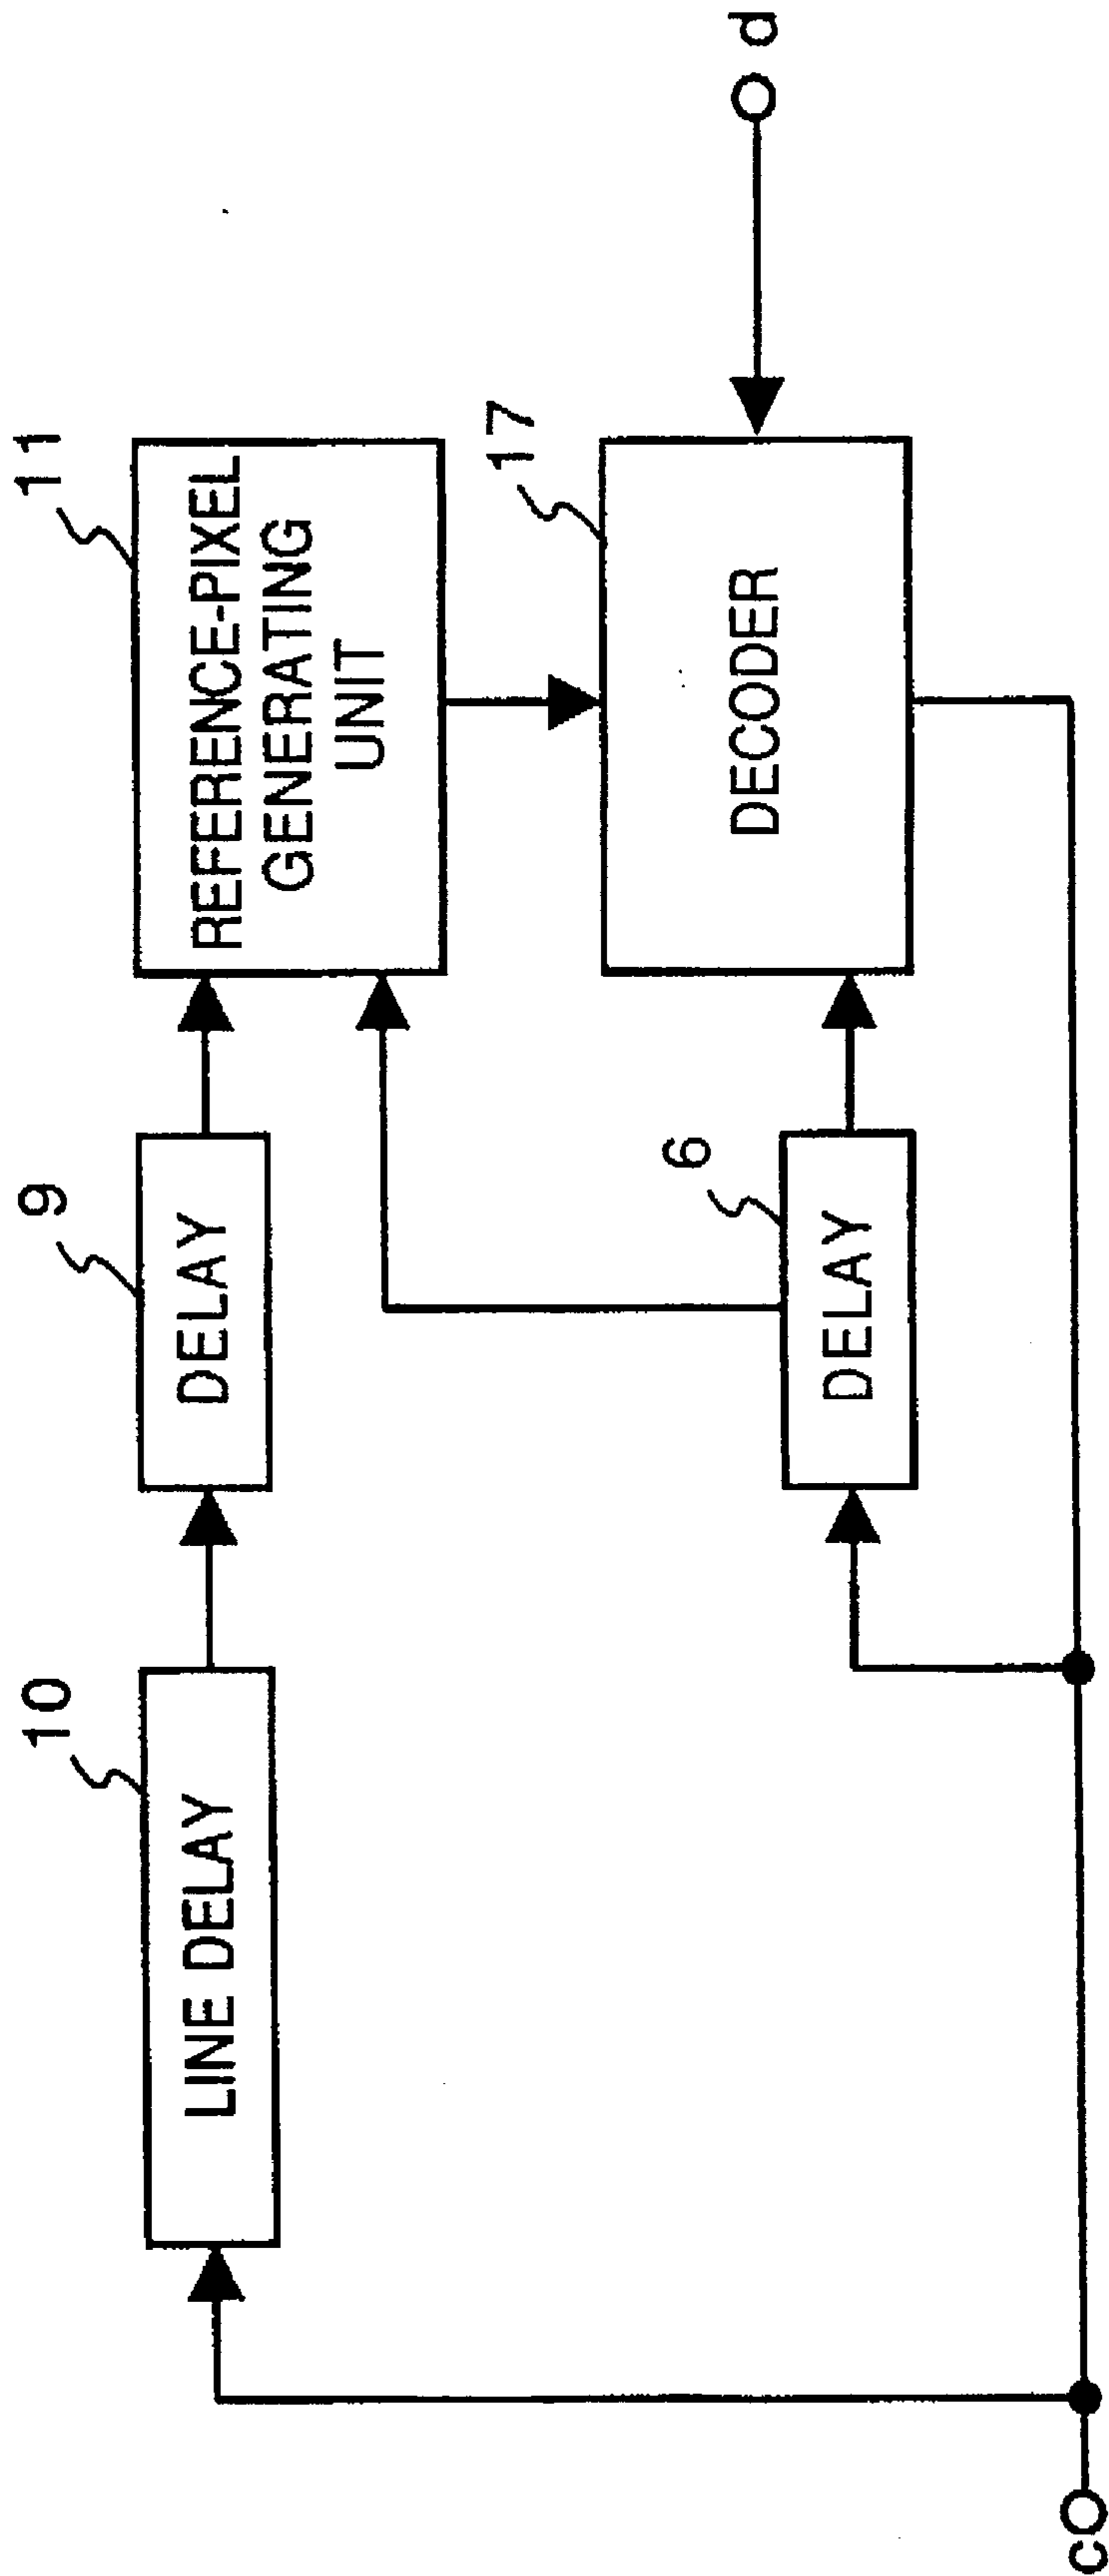 10
LINE DELAY
9
DELAY
11
REFERENCE-PIXEL
GENERATING
UNIT
6
DELAY
17
DECODER
d
c